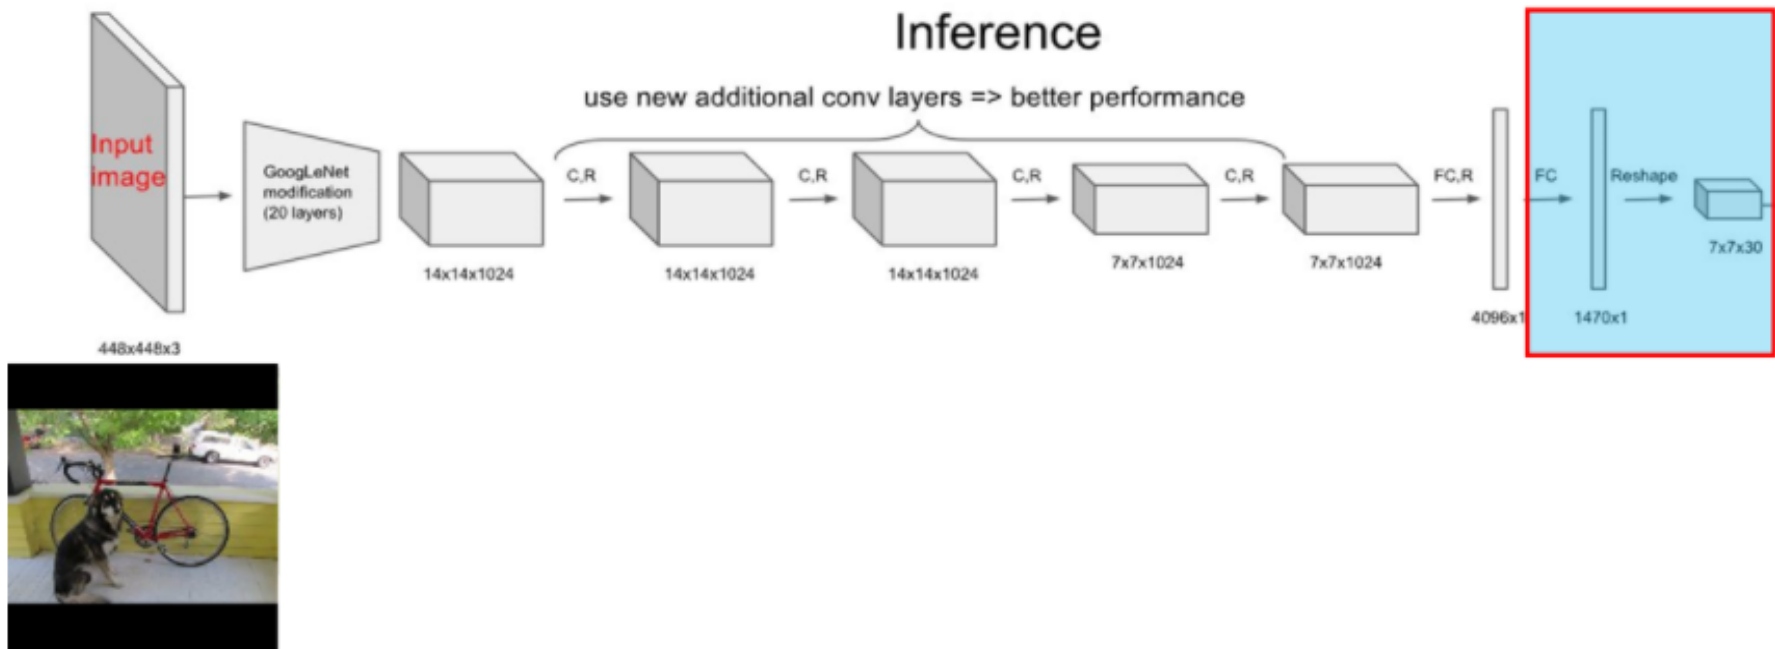 Inference
use new additional conv layers => better performance
Input
image
GoogLeNet
modification
(20 layers)
C,R
C,R
C,R
C,R
FC,R
FC
Reshape
14x14x1024
14x14x1024
14x14x1024
7x7x1024
7x7x1024
7x7x30
4096x1
1470x1
448x448x3